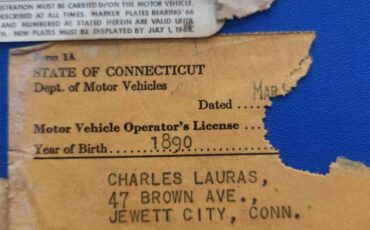 STRATION MUST BE CARRIED UPON THE MOTOR VEHICLE,
DESCRIBED AT ALL TIMES. MARKER PLATES BEARING '66
AND NUMBERED AS STATED HEREIN ARE VALID UNTIL
N. NEW PLATES MUST BE DISPLAYED BY JULY 1, 1968.
Form 1A
STATE OF CONNECTICUT
Dept. of Motor Vehicles
Dated .... MAR
Motor Vehicle Operator's License ....
Year of Birth.....1890
CHARLES LAURAS,
47 BROWN AVE.,
JEWETT CITY, CONN.